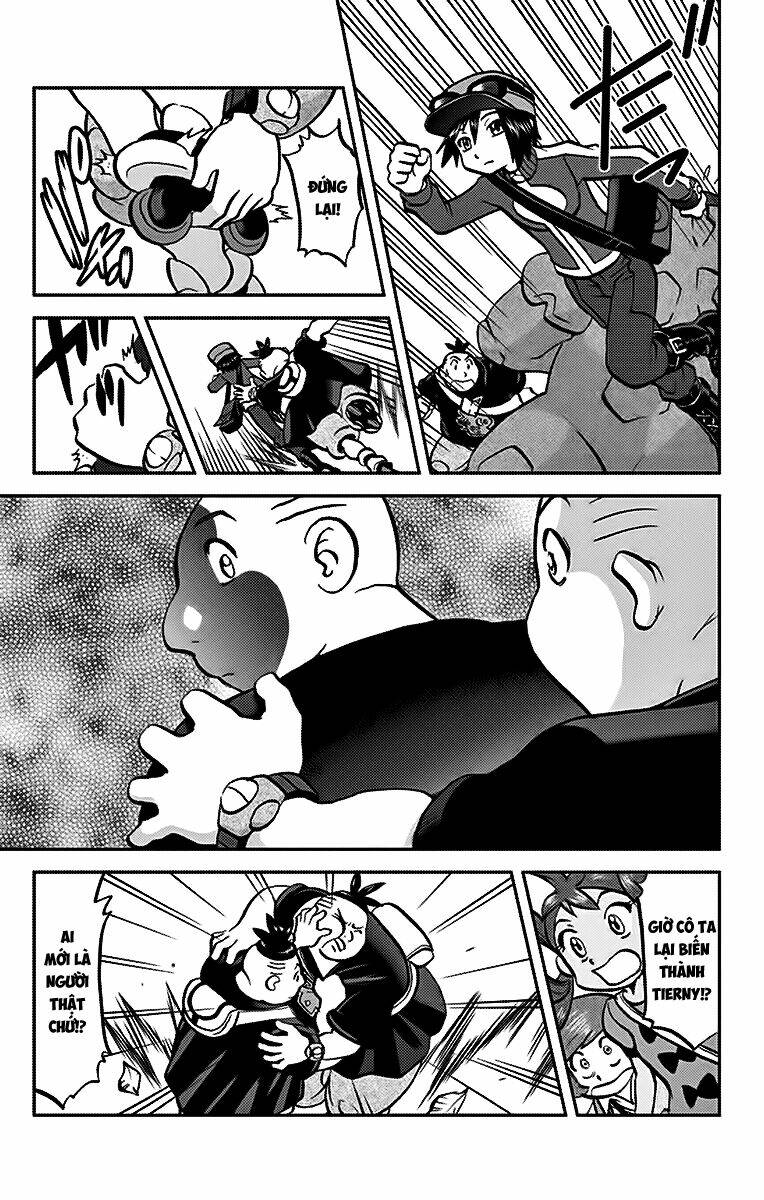 ĐỨNG
LẠI!
GIỜ CÔ TA
LẠI BIẾN
THÀNH
TIERNY!?
AI
MỚI LÀ
NGƯỜI
THẬT
CHỨ!?